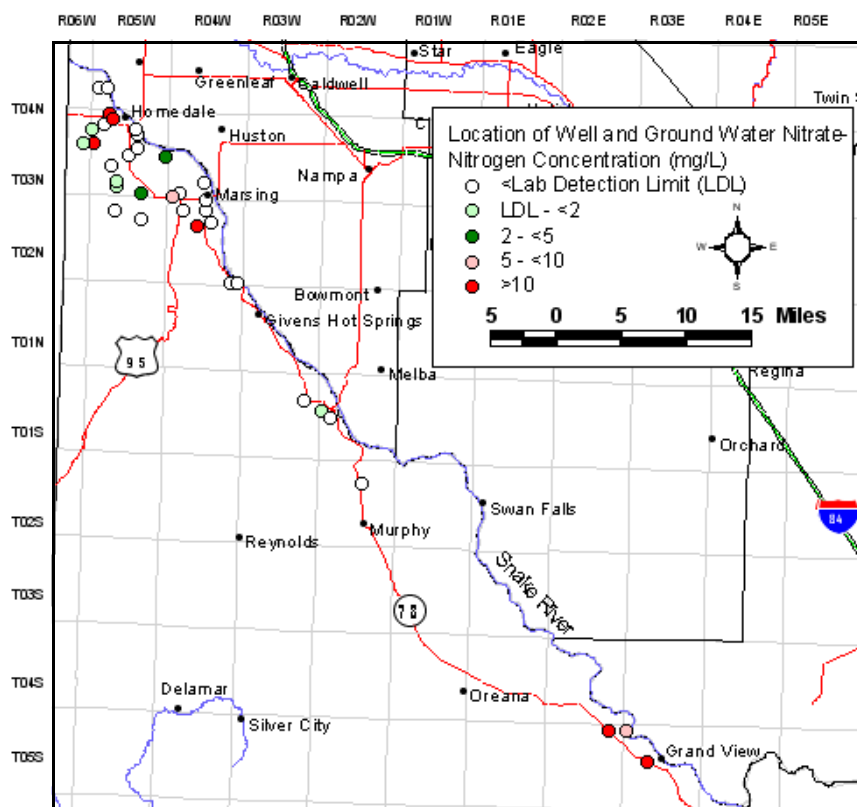 R06W R05W R04W R03W R02W R01W R01E R02E R03E R04E R05E
T04N
T03N
T02N
T01N
T01S
T02S
T03S
T04S
T05S
Star
Eagle
Greenleaf
Caldwell
Homedale
Huston
Nampa
Marsing
Bowmont
Givens Hot Springs
Melba
95
Twin S
Location of Well and Ground Water Nitrate-
Nitrogen Concentration (mg/L)
<Lab Detection Limit (LDL)
LDL - <2
2 - <5
5 - <10
>10
N
W E
S
5 0 5 10 15 Miles
Regina
Orchard
84
Swan Falls
Murphy
Reynolds
Snake River
78
Delamar
Silver City
Oreana
Grand View